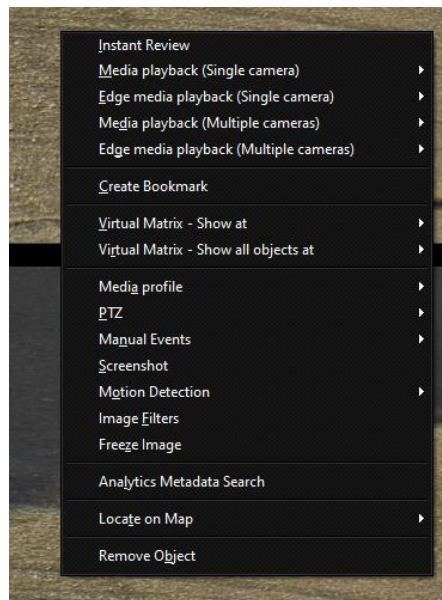 Instant Review
Media playback (Single camera)
Edge media playback (Single camera)
Media playback (Multiple cameras)
Edge media playback (Multiple cameras)
Create Bookmark
Virtual Matrix - Show at
Virtual Matrix - Show all objects at
Media profile
PTZ
Manual Events
Screenshot
Motion Detection
Image Filters
Freeze Image
Analytics Metadata Search
Locate on Map
Remove Object